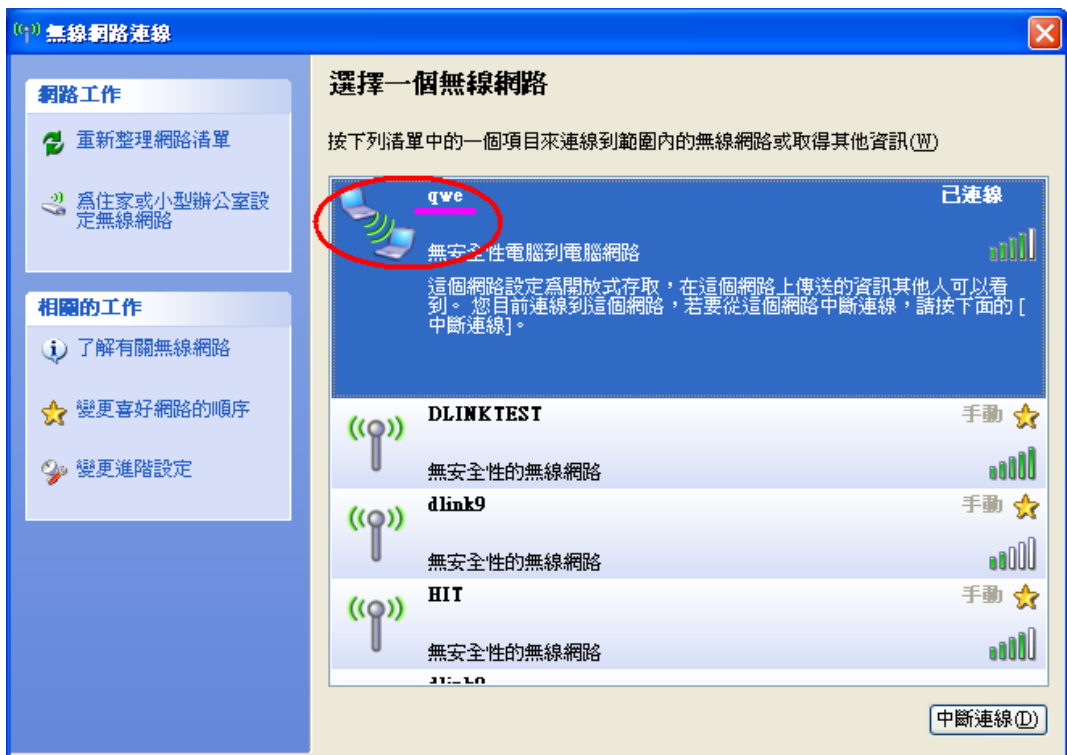 無線網路連線
網路工作
重新整理網路清單
為住家或小型辦公室設
定無線網路
相關的工作
了解有關無線網路
變更喜好網路的順序
變更進階設定
選擇一個無線網路
按下列清單中的一個項目來連線到範圍內的無線網路或取得其他資訊(W)
qwe 已連線
無安全性電腦到電腦網路
這個網路設定為開放式存取，在這個網路上傳送的資訊其他人可以看
到。 您目前連線到這個網路，若要從這個網路中斷連線，請按下面的 [
中斷連線]。
DLINKTEST 手動
無安全性的無線網路
dlink9 手動
無安全性的無線網路
HIT 手動
無安全性的無線網路
中斷連線(D)